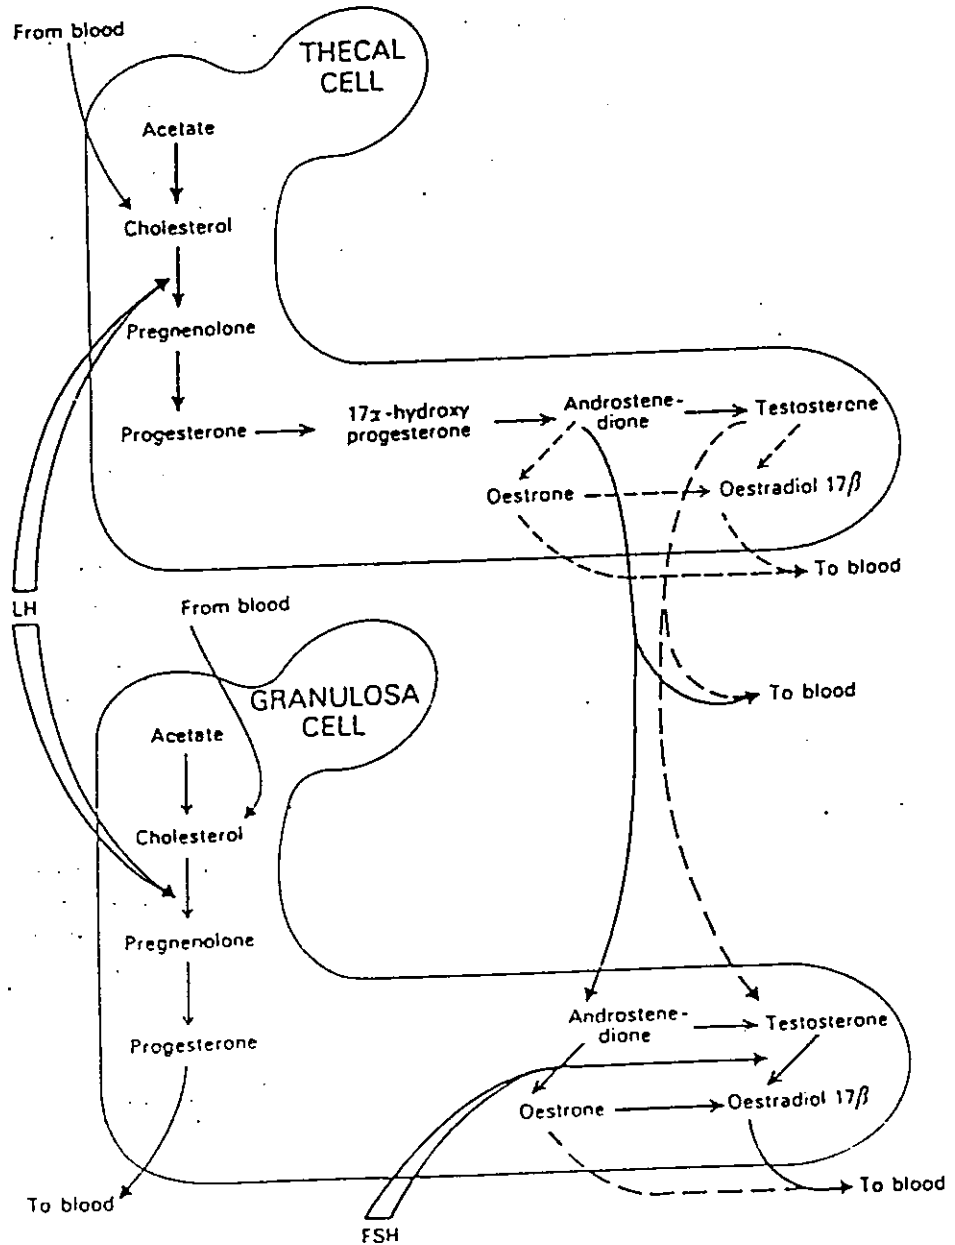 From blood
THECAL
CELL
Acetate
Cholesterol
Pregnenolone
Progesterone
17α-hydroxy
progesterone
Androstene-
dione
Testosterone
Oestrone
Oestradiol 17β
To blood
LH
From blood
To blood
GRANULOSA
CELL
Acetate
Cholesterol
Pregnenolone
Progesterone
Androstene-
dione
Testosterone
Oestrone
Oestradiol 17β
To blood
To blood
FSH